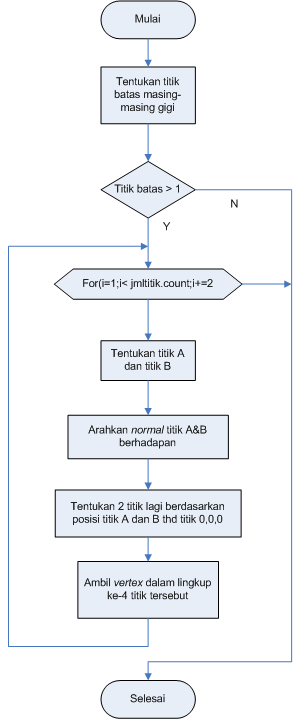 Mulai
Tentukan titik
batas masing-
masing gigi
Titik batas > 1
N
Y
For(i=1;i< jmltitik.count;i+=2
Tentukan titik A
dan titik B
Arahkan normal titik A&B
berhadapan
Tentukan 2 titik lagi berdasarkan
posisi titik A dan B thd titik 0,0,0
Ambil vertex dalam lingkup
ke-4 titik tersebut
Selesai